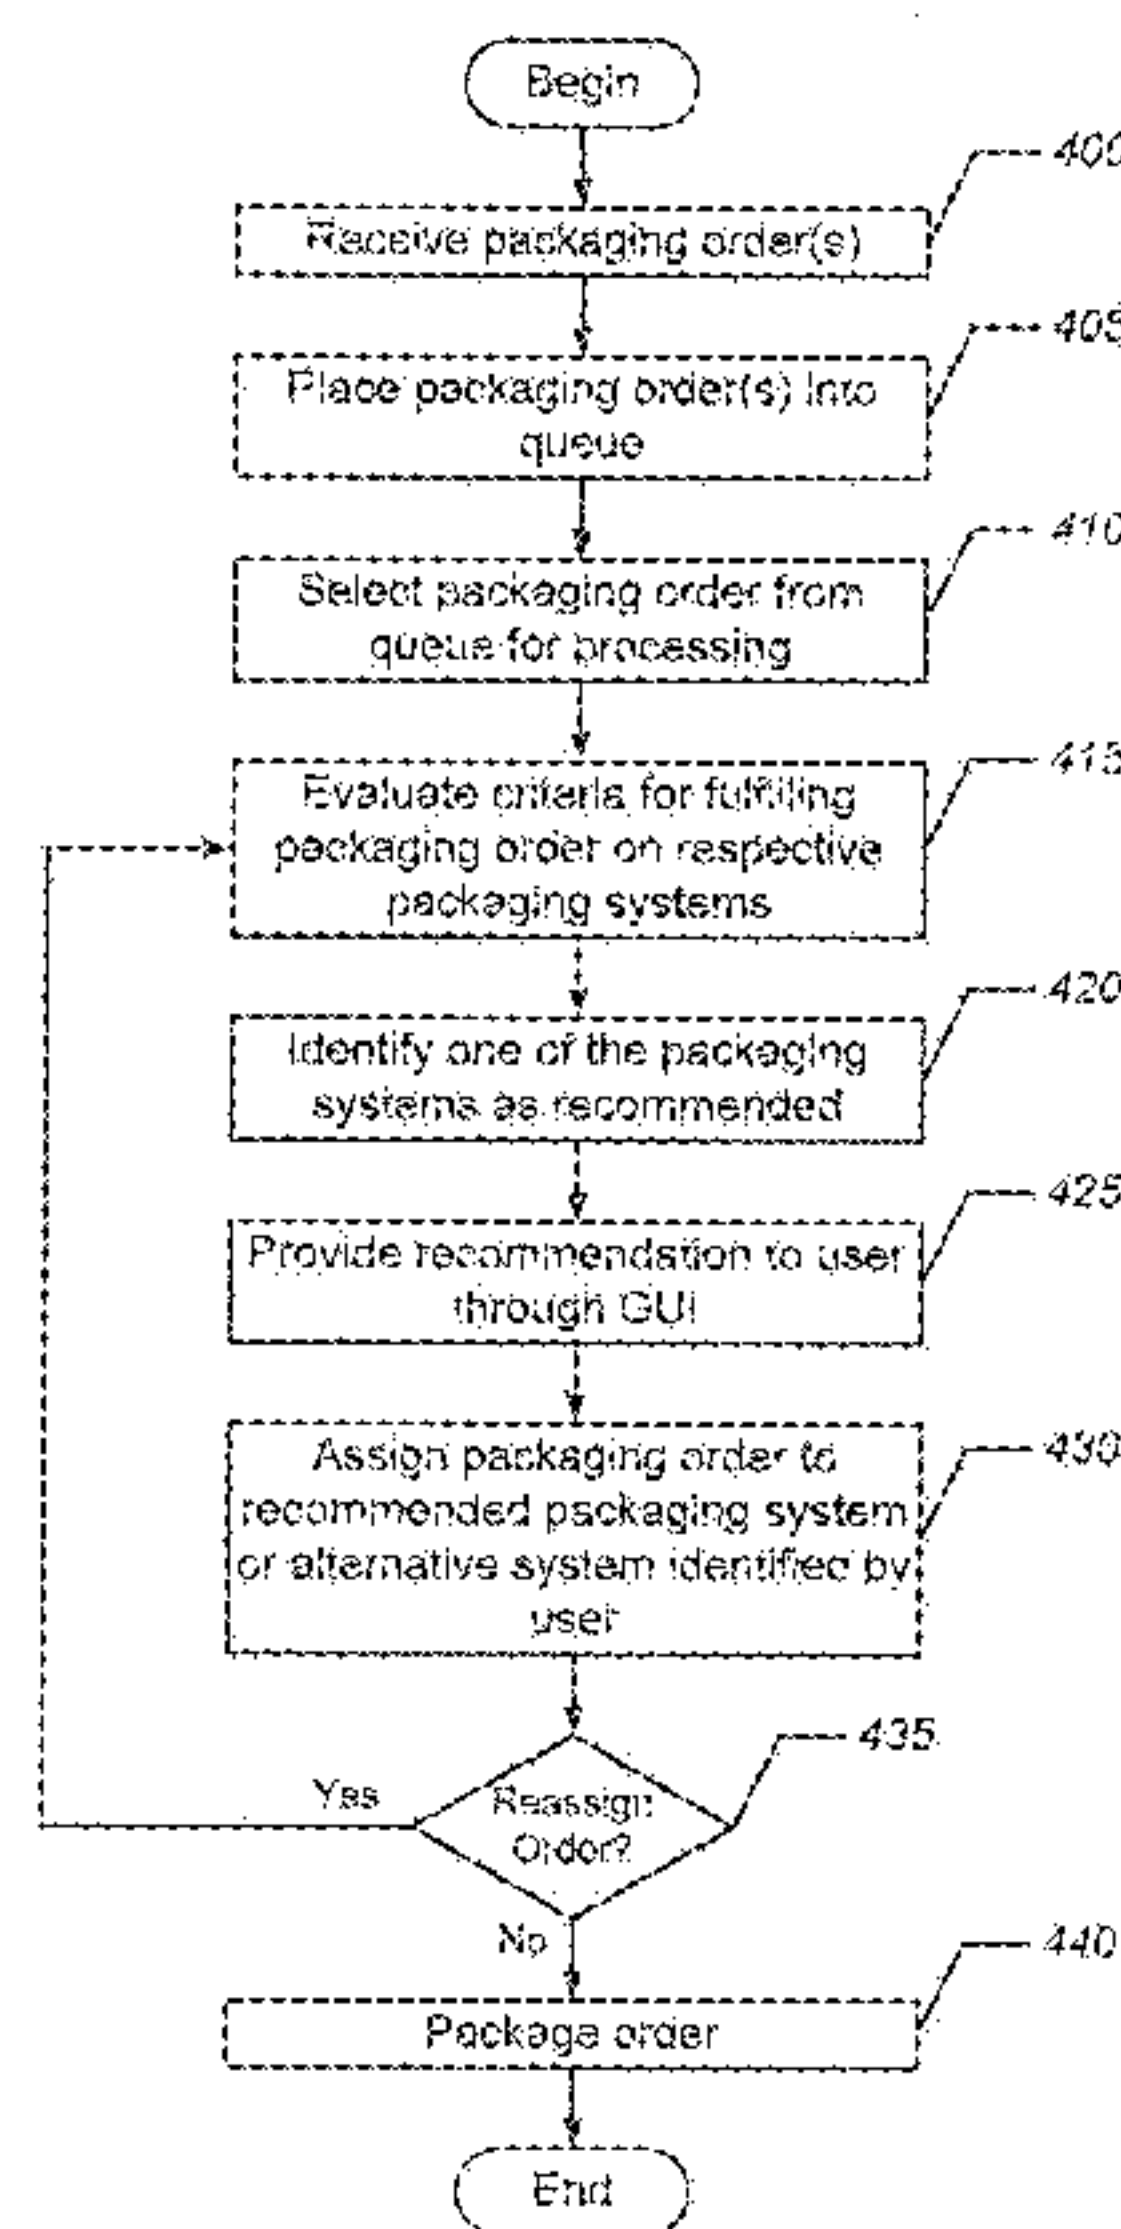 Begin
400
Receive packaging order(s)
405
Place packaging order(s) into
queue
410
Select packaging order from
queue for processing
415
Evaluate criteria for fulfilling
packaging order on respective
packaging systems
420
Identify one of the packaging
systems as recommended
425
Provide recommendation to user
through GUI
430
Assign packaging order to
recommended packaging system
or alternative system identified by
user
435
Yes
Reassign
Order?
No
440
Package order
End